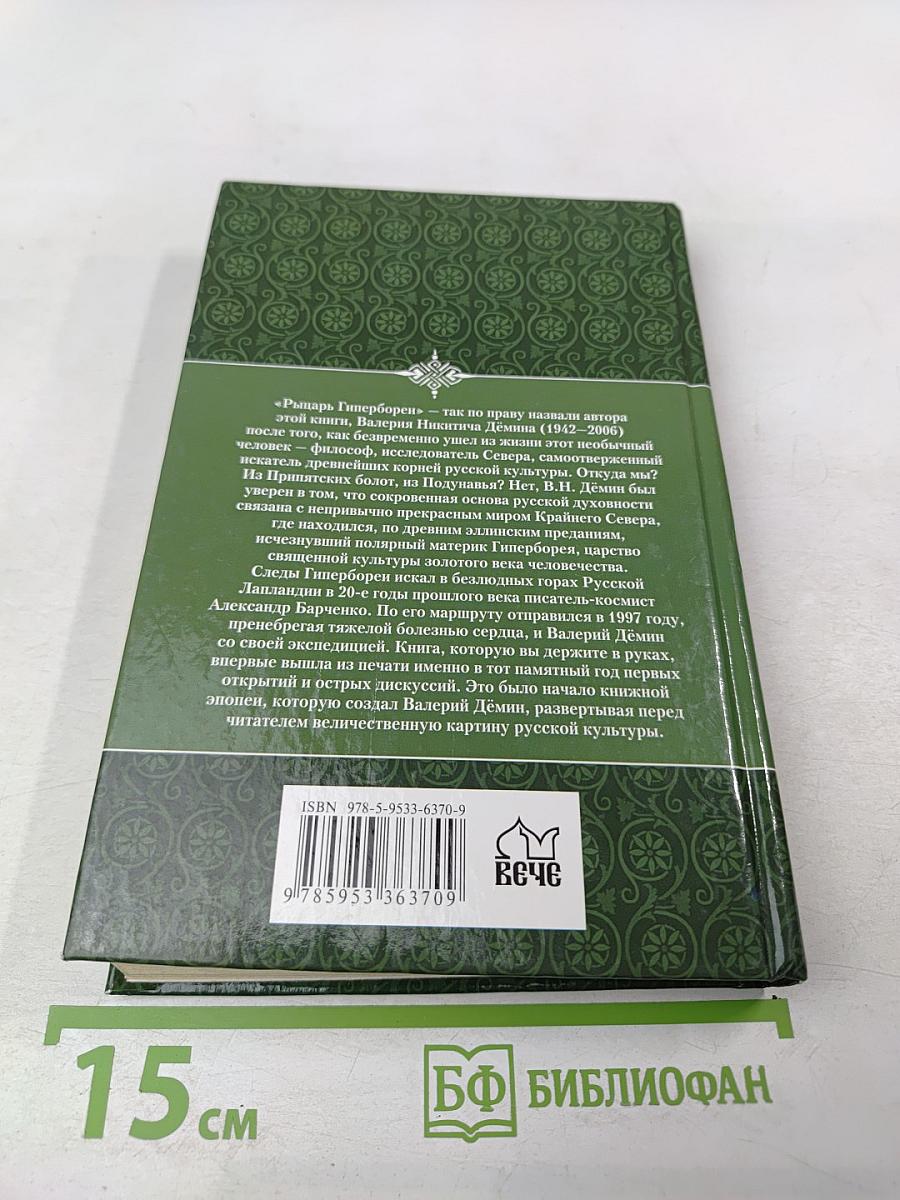 «Рыцарь Гипербореи» — так по праву назвали автора
этой книги, Валерия Никитича Дёмина (1942—2006)
после того, как безвременно ушел из жизни этот необычный
человек — философ, исследователь Севера, самоотверженный
искатель древнейших корней русской культуры. Откуда мы?
Из Припятских болот, из Подунавья? Нет, В.Н. Дёмин был
уверен в том, что сокровенная основа русской духовности
связана с непривычно прекрасным миром Крайнего Севера,
где находился, по древним эллинским преданиям,
исчезнувший полярный материк Гиперборея, царство
священной культуры золотого века человечества.
Следы Гипербореи искал в безлюдных горах Русской
Лапландии в 20-е годы прошлого века писатель-космист
Александр Барченко. По его маршруту отправился в 1997 году,
пренебрегая тяжелой болезнью сердца, и Валерий Дёмин
со своей экспедицией. Книга, которую вы держите в руках,
впервые вышла из печати именно в тот памятный год первых
открытий и острых дискуссий. Это было начало книжной
эпопеи, которую создал Валерий Дёмин, развертывая перед
читателем величественную картину русской культуры.
ISBN 978-5-9533-6370-9
9 785953 363709
ВЕЧЕ
15 см
БФ БИБЛИОФАН